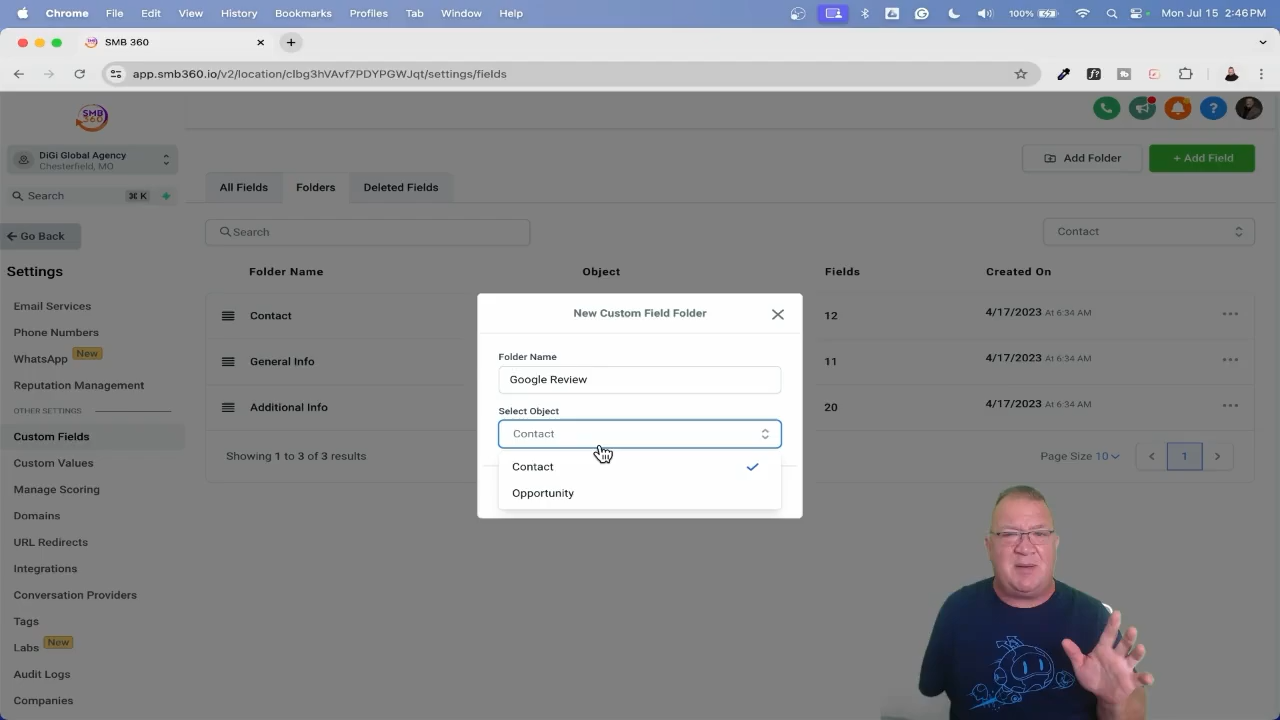 Chrome File Edit View History Bookmarks Profiles Tab Window Help 100% Mon Jul 15 2:46 PM
SMB 360
app.smb360.io/v2/location/clbg3hVAvf7PDYPGWJqt/settings/fields
SMB
360
DiGi Global Agency
Chesterfield, MO
Search ⌘ K
Go Back
Settings
Email Services
Phone Numbers
WhatsApp New
Reputation Management
OTHER SETTINGS
Custom Fields
Custom Values
Manage Scoring
Domains
URL Redirects
Integrations
Conversation Providers
Tags
Labs New
Audit Logs
Companies
Add Folder
+ Add Field
All Fields Folders Deleted Fields
Search
Contact
Folder Name Object Fields Created On
Contact 12 4/17/2023 At 6:34 AM
General Info 11 4/17/2023 At 6:34 AM
Additional Info 20 4/17/2023 At 6:34 AM
Showing 1 to 3 of 3 results
Page Size 10 1
New Custom Field Folder
Folder Name
Google Review
Select Object
Contact
Contact
Opportunity